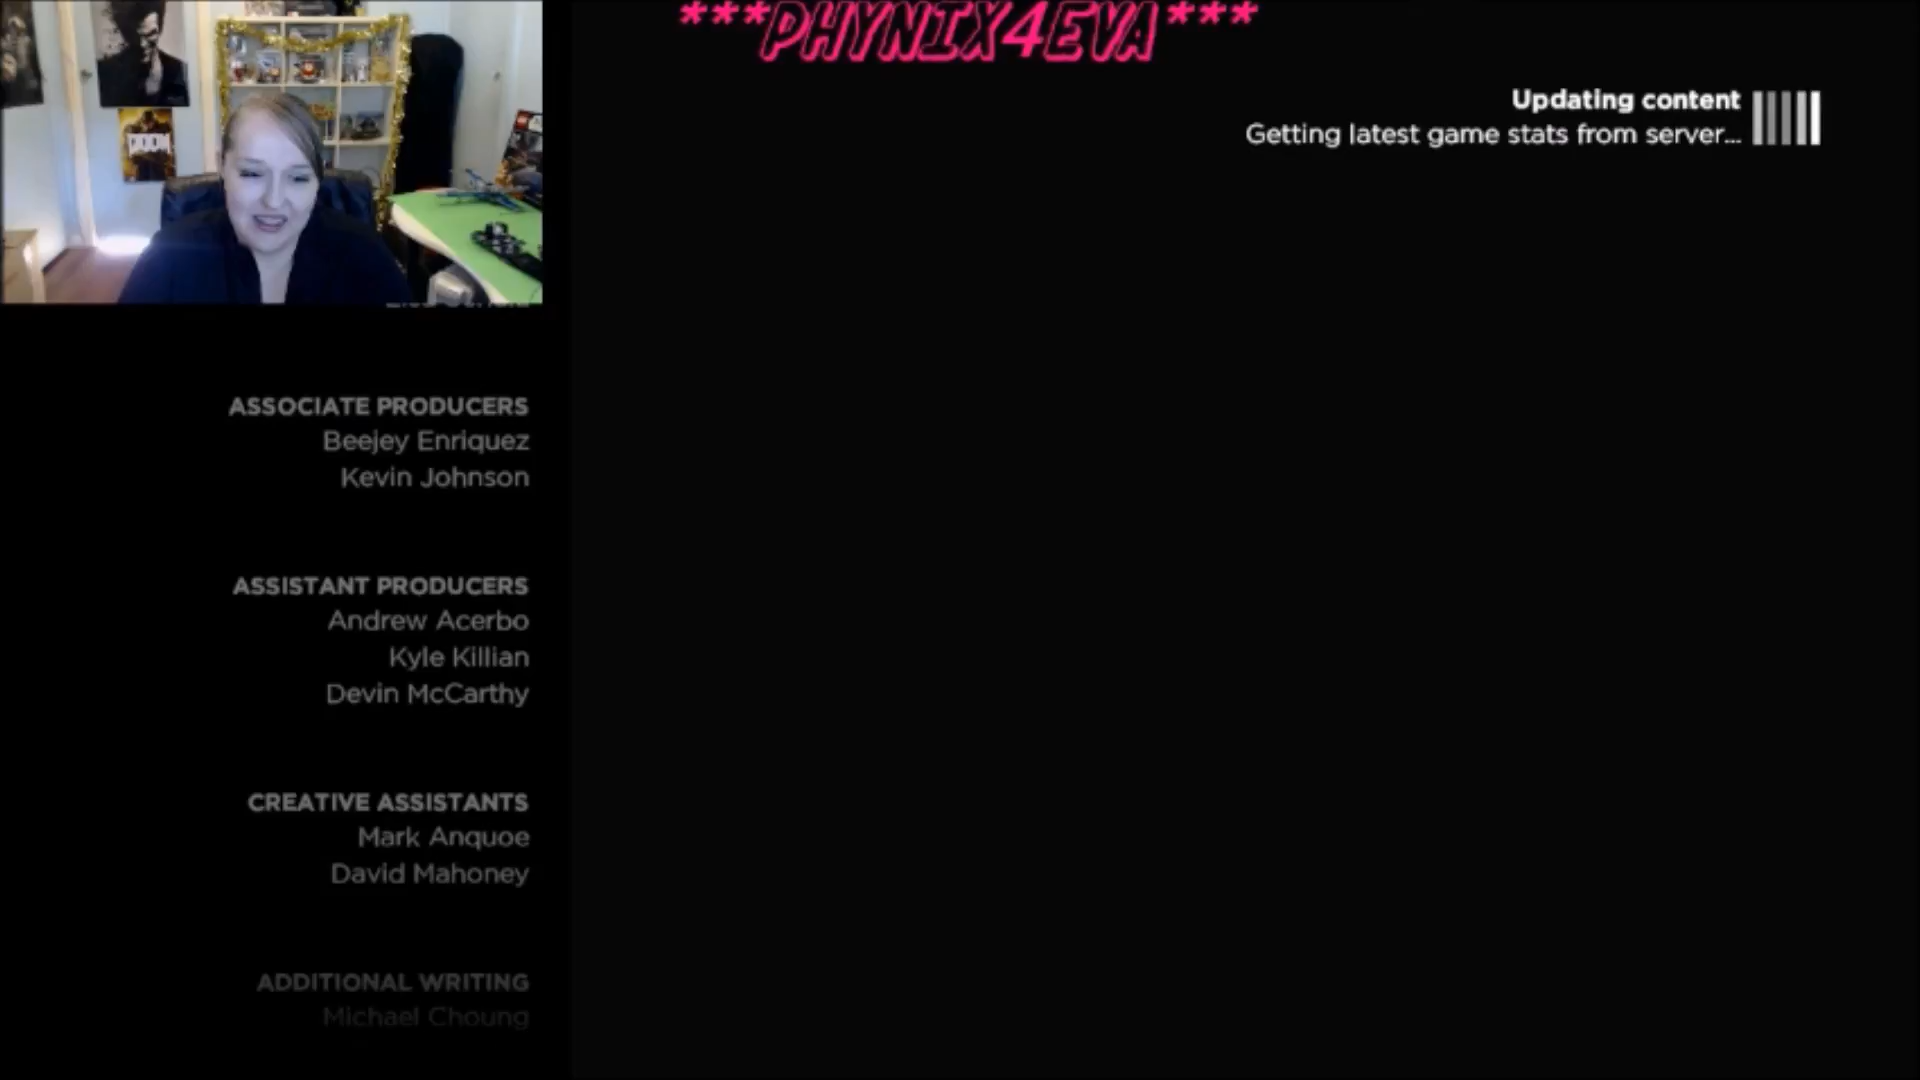 ***PHYNIX4EVA***
Updating content
Getting latest game stats from server...
DOOM
ASSOCIATE PRODUCERS
Beejey Enriquez
Kevin Johnson
ASSISTANT PRODUCERS
Andrew Acerbo
Kyle Killian
Devin McCarthy
CREATIVE ASSISTANTS
Mark Anquoe
David Mahoney
ADDITIONAL WRITING
Michael Choung